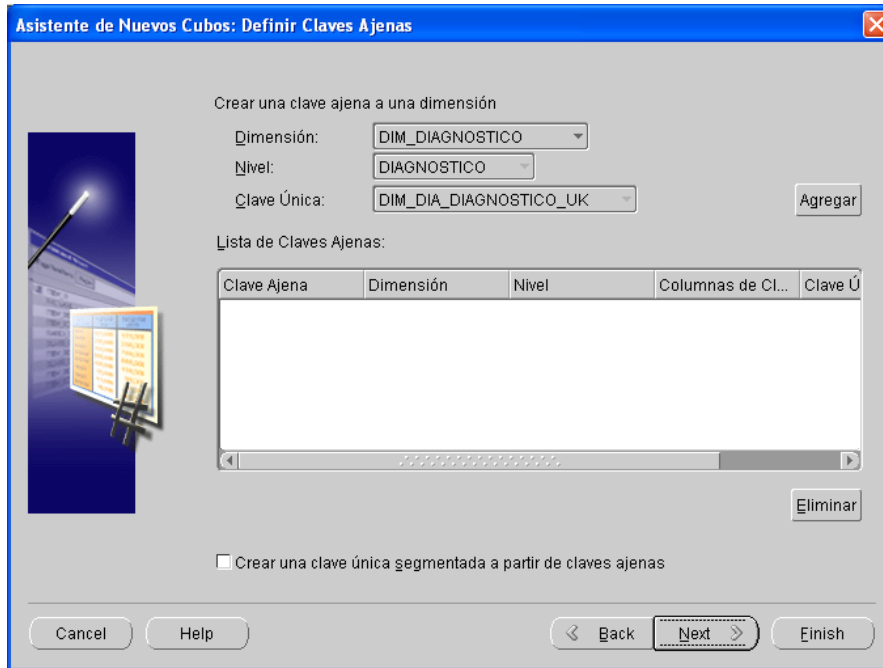 Asistente de Nuevos Cubos: Definir Claves Ajenas
Crear una clave ajena a una dimensión
Dimensión: DIM_DIAGNOSTICO
Nivel: DIAGNOSTICO
Clave Única: DIM_DIA_DIAGNOSTICO_UK
Agregar
Lista de Claves Ajenas:
Clave Ajena Dimensión Nivel Columnas de Cl... Clave Ú
Eliminar
Crear una clave única segmentada a partir de claves ajenas
Cancel Help Back Next Finish